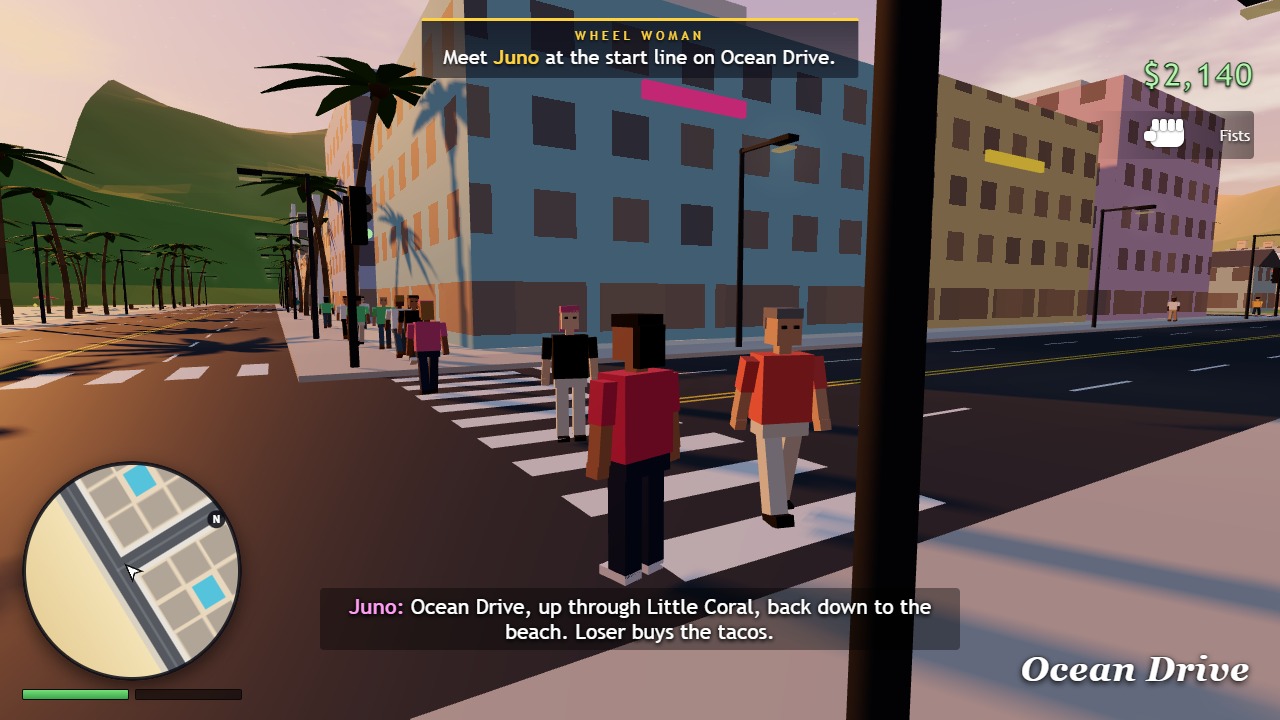 WHEEL WOMAN
Meet Juno at the start line on Ocean Drive.
$2,140
Fists
N
Juno: Ocean Drive, up through Little Coral, back down to the
beach. Loser buys the tacos.
Ocean Drive